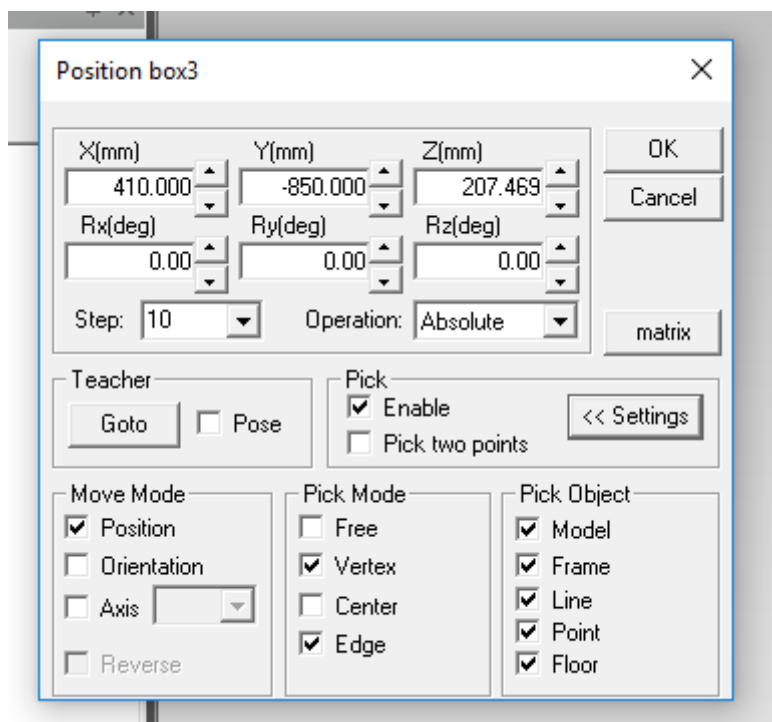 Position box3
X(mm) Y(mm) Z(mm) OK
410.000 -850.000 207.469 Cancel
Rx(deg) Ry(deg) Rz(deg)
0.00 0.00 0.00
Step: 10 Operation: Absolute matrix
Teacher Pick
Goto Pose Enable << Settings
Pick two points
Move Mode Pick Mode Pick Object
Position Free Model
Orientation Vertex Frame
Axis Center Line
Edge Point
Reverse Floor